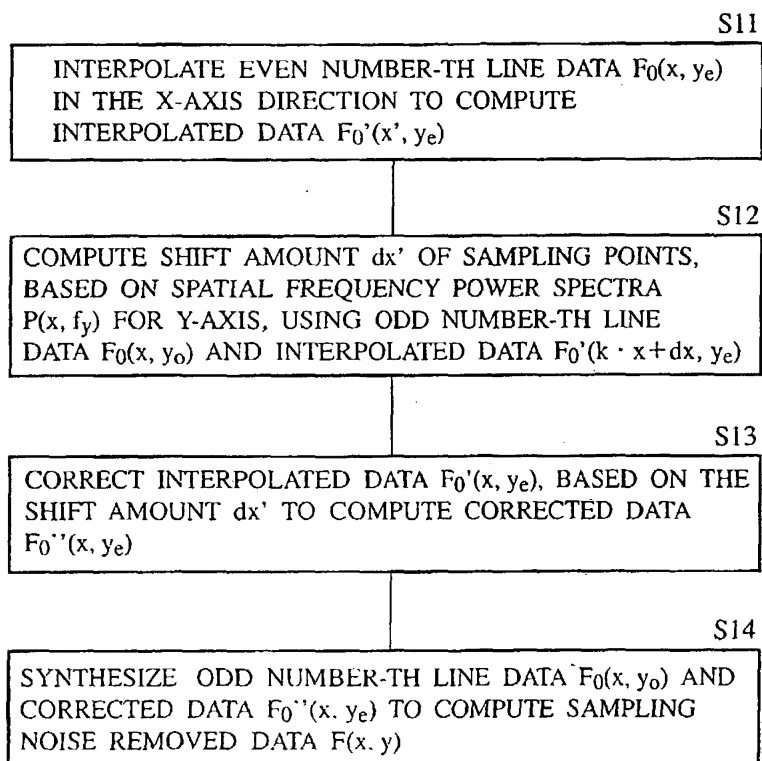 S11
INTERPOLATE EVEN NUMBER-TH LINE DATA F₀(x, yₑ)
IN THE X-AXIS DIRECTION TO COMPUTE
INTERPOLATED DATA F₀'(x', yₑ)
S12
COMPUTE SHIFT AMOUNT dx' OF SAMPLING POINTS,
BASED ON SPATIAL FREQUENCY POWER SPECTRA
P(x, fy) FOR Y-AXIS, USING ODD NUMBER-TH LINE
DATA F₀(x, yₒ) AND INTERPOLATED DATA F₀'(k · x+dx, yₑ)
S13
CORRECT INTERPOLATED DATA F₀'(x, yₑ), BASED ON THE
SHIFT AMOUNT dx' TO COMPUTE CORRECTED DATA
F₀''(x, yₑ)
S14
SYNTHESIZE ODD NUMBER-TH LINE DATA F₀(x, yₒ) AND
CORRECTED DATA F₀''(x. yₑ) TO COMPUTE SAMPLING
NOISE REMOVED DATA F(x. y)